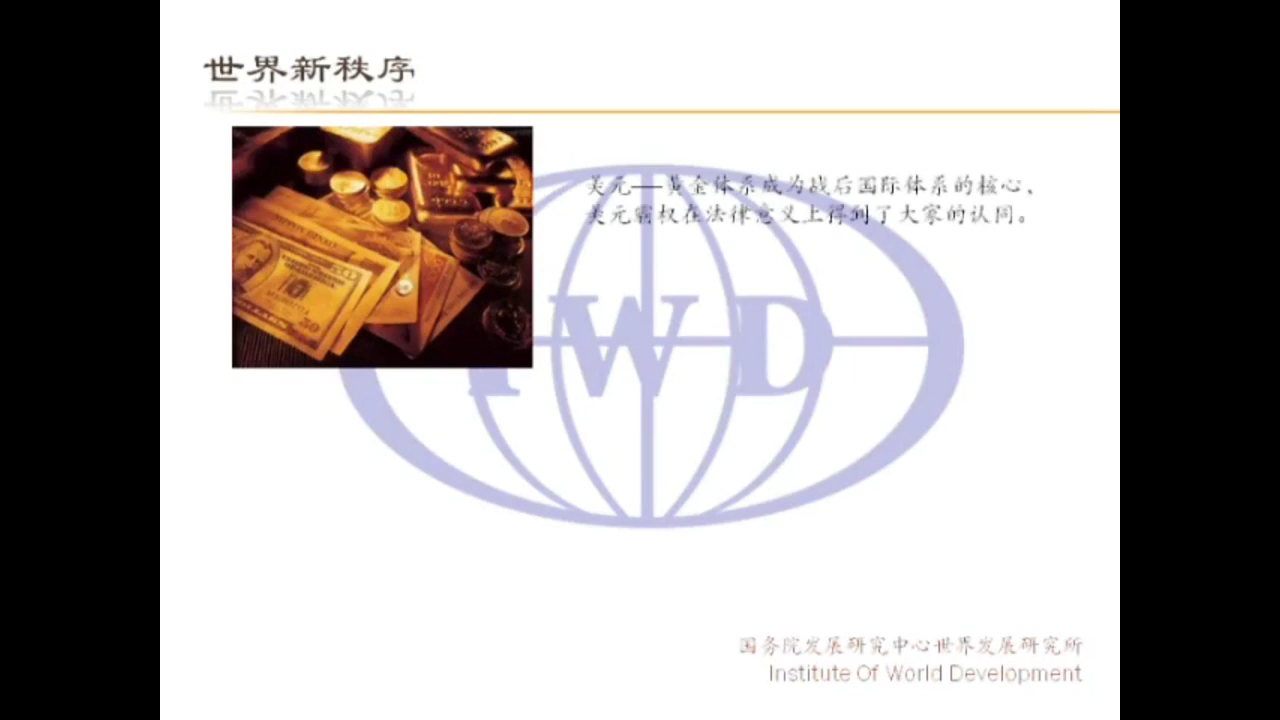 世界新秩序
美元──黄金体系成为战后国际体系的核心、
美元霸权在法律意义上得到了大家的认同。
IWD
50
国务院发展研究中心世界发展研究所
Institute Of World Development